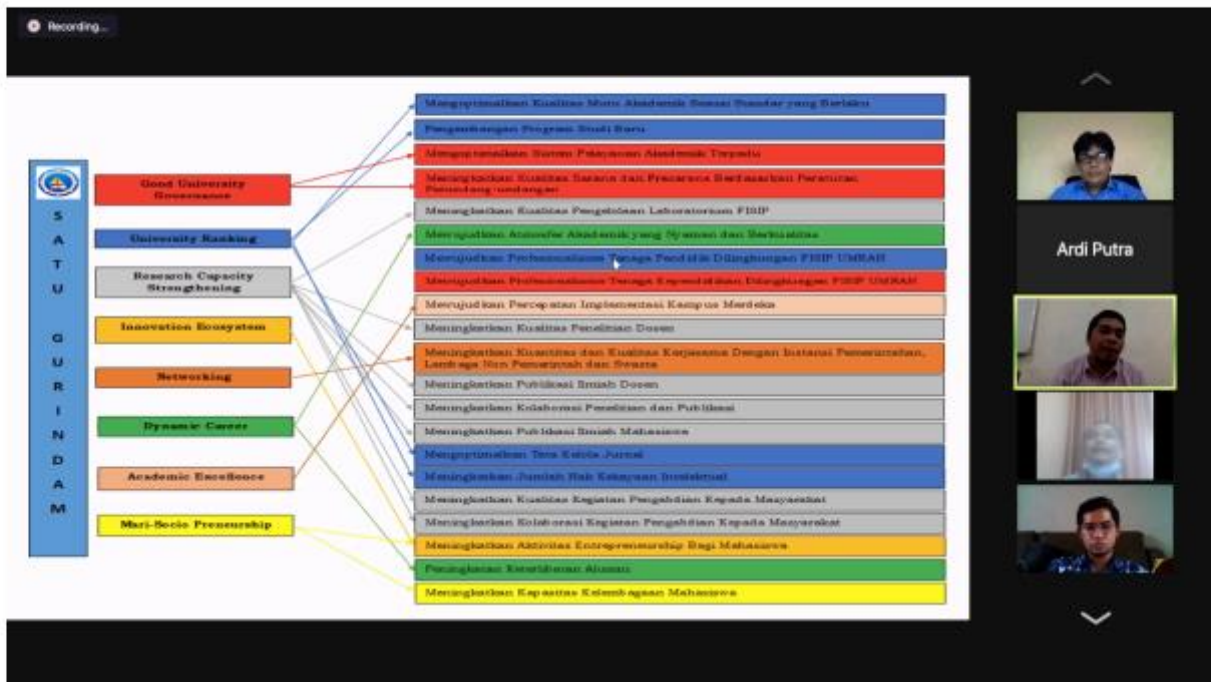 Recording...
SATU GURINDAM
Good University
Governance
University Ranking
Research Capacity
Strengthening
Innovation Ecosystem
Networking
Dynamic Career
Academic Excellence
Mari-Socio Preneurship
Mengoptimalkan Kualitas Mutu Akademik Sesuai Standar yang Berlaku
Pengembangan Program Studi Baru
Mengoptimalkan Sistem Pelayanan Akademik Terpadu
Meningkatkan Kualitas Sarana dan Prasarana Berdasarkan Peraturan
Perundang-undangan
Meningkatkan Kualitas Pengelolaan Laboratorium FISIP
Mewujudkan Atmosfer Akademik yang Nyaman dan Berkualitas
Mewujudkan Profesionalisme Tenaga Pendidik Dilingkungan FISIP UMRAH
Mewujudkan Profesionalisme Tenaga Kependidikan Dilingkungan FISIP UMRAH
Mewujudkan Percepatan Implementasi Kampus Merdeka
Meningkatkan Kualitas Penelitian Dosen
Meningkatkan Kuantitas dan Kualitas Kerjasama Dengan Instansi Pemerintahan,
Lembaga Non Pemerintah dan Swasta
Meningkatkan Publikasi Ilmiah Dosen
Meningkatkan Kolaborasi Penelitian dan Publikasi
Meningkatkan Publikasi Ilmiah Mahasiswa
Mengoptimalkan Tata Kelola Jurnal
Meningkatkan Jumlah Hak Kekayaan Intelektual
Meningkatkan Kualitas Kegiatan Pengabdian Kepada Masyarakat
Meningkatkan Kolaborasi Kegiatan Pengabdian Kepada Masyarakat
Meningkatkan Aktivitas Entrepreneurship Bagi Mahasiswa
Peningkatan Keterlibatan Alumni
Meningkatkan Kapasitas Kelembagaan Mahasiswa
Ardi Putra